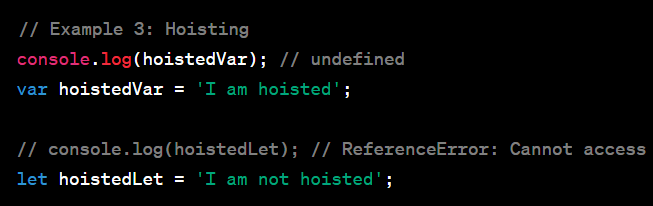 // Example 3: Hoisting
console.log(hoistedVar); // undefined
var hoistedVar = 'I am hoisted';
// console.log(hoistedLet); // ReferenceError: Cannot access
let hoistedLet = 'I am not hoisted';